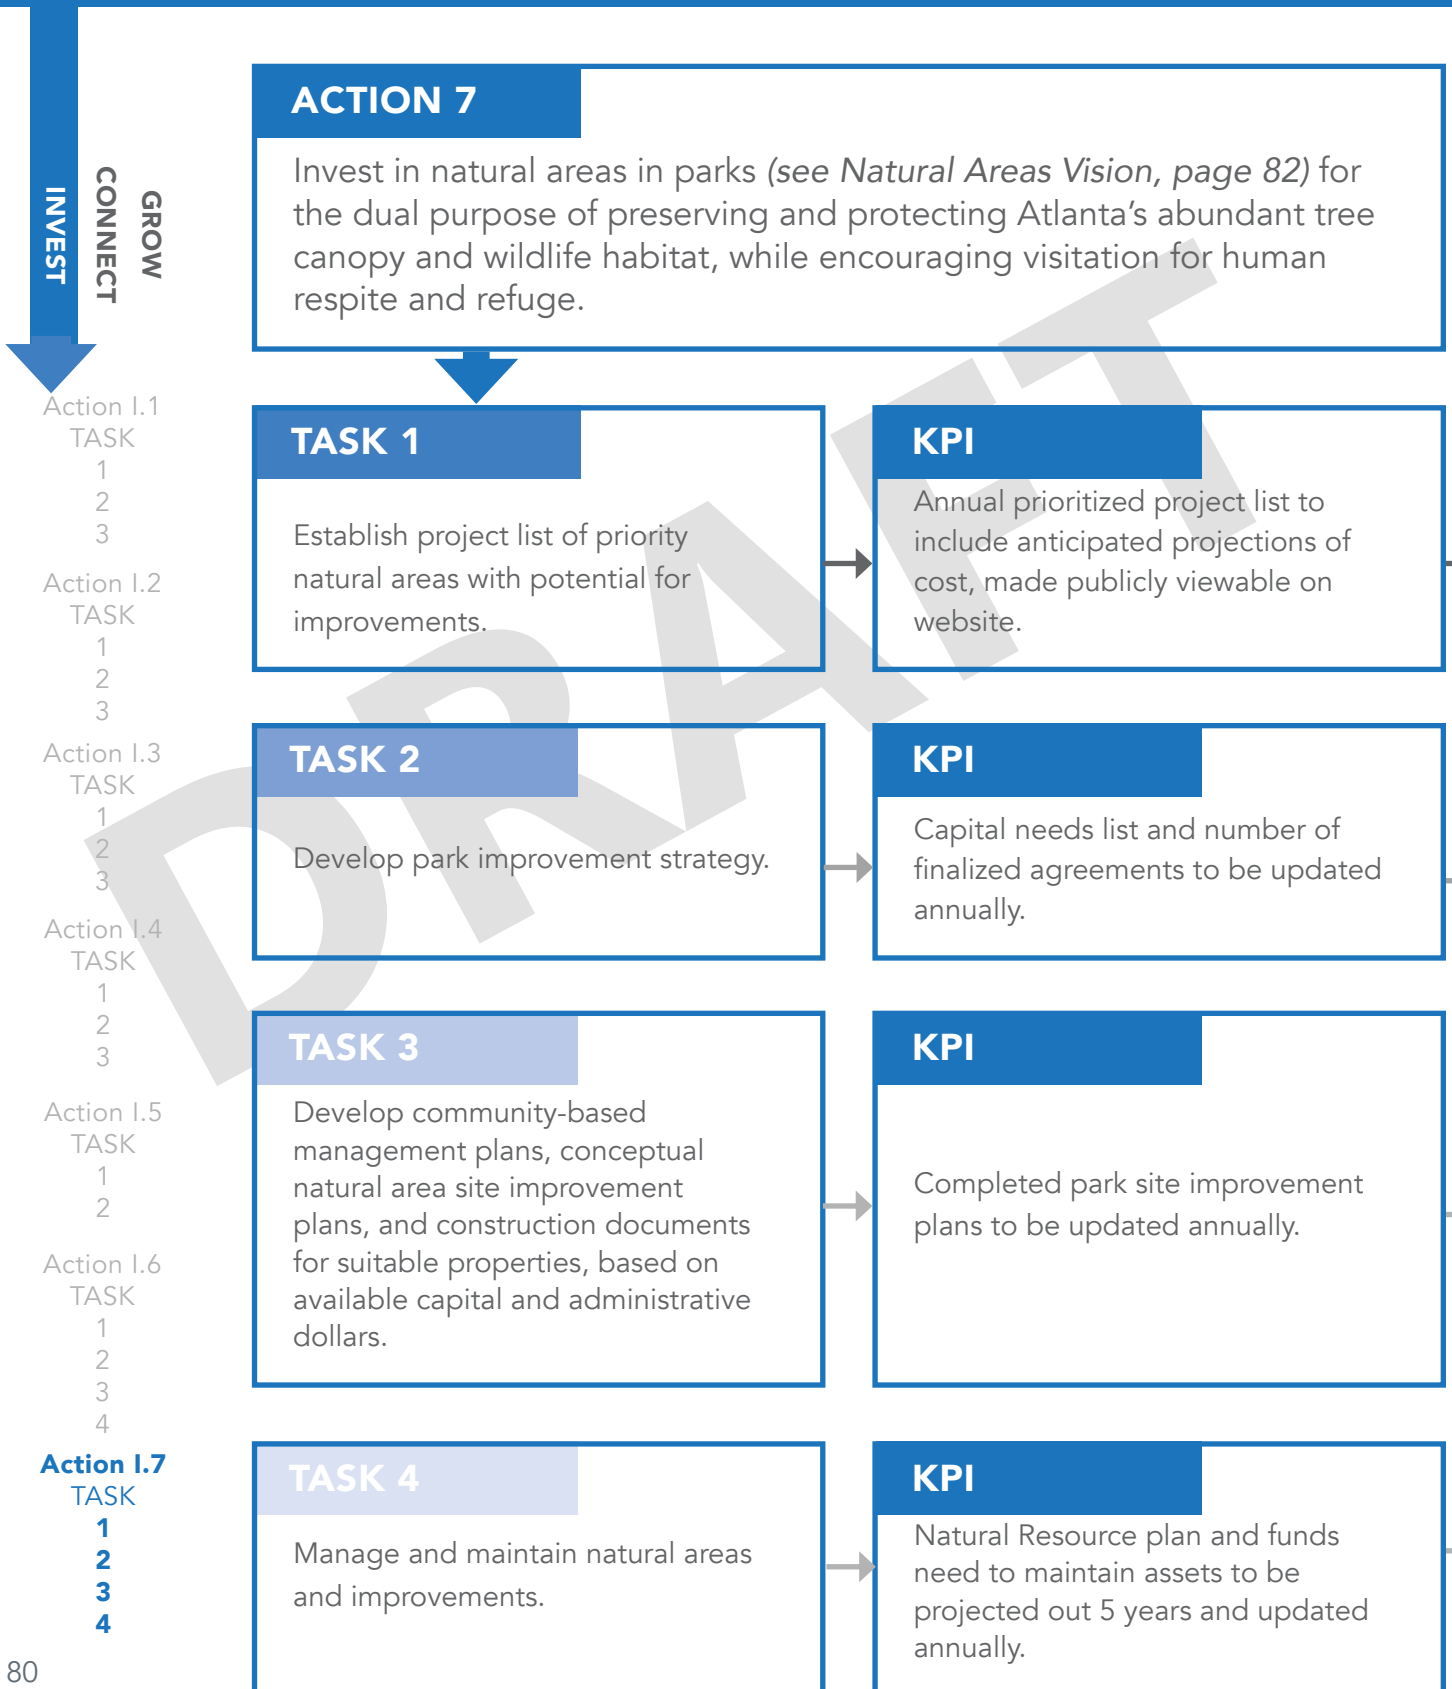 GROW
CONNECT
INVEST
ACTION 7
Invest in natural areas in parks (see Natural Areas Vision, page 82) for
the dual purpose of preserving and protecting Atlanta’s abundant tree
canopy and wildlife habitat, while encouraging visitation for human
respite and refuge.
Action I.1
TASK
1
2
3
Action I.2
TASK
1
2
3
Action I.3
TASK
1
2
3
Action I.4
TASK
1
2
3
Action I.5
TASK
1
2
Action I.6
TASK
1
2
3
4
Action I.7
TASK
1
2
3
4
TASK 1
Establish project list of priority
natural areas with potential for
improvements.
KPI
Annual prioritized project list to
include anticipated projections of
cost, made publicly viewable on
website.
TASK 2
Develop park improvement strategy.
KPI
Capital needs list and number of
finalized agreements to be updated
annually.
TASK 3
Develop community-based
management plans, conceptual
natural area site improvement
plans, and construction documents
for suitable properties, based on
available capital and administrative
dollars.
KPI
Completed park site improvement
plans to be updated annually.
TASK 4
Manage and maintain natural areas
and improvements.
KPI
Natural Resource plan and funds
need to maintain assets to be
projected out 5 years and updated
annually.
DRAFT
80